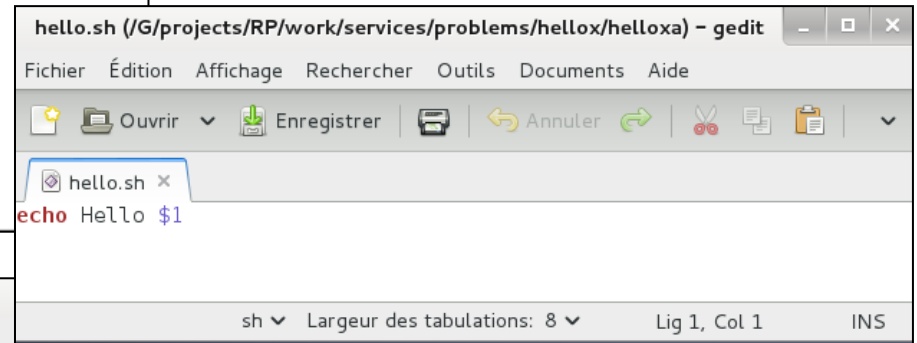 hello.sh (/G/projects/RP/work/services/problems/hellox/helloxa) – gedit
Fichier Édition Affichage Rechercher Outils Documents Aide
Ouvrir Enregistrer Annuler
hello.sh
echo Hello $1
sh Largeur des tabulations: 8 Lig 1, Col 1 INS